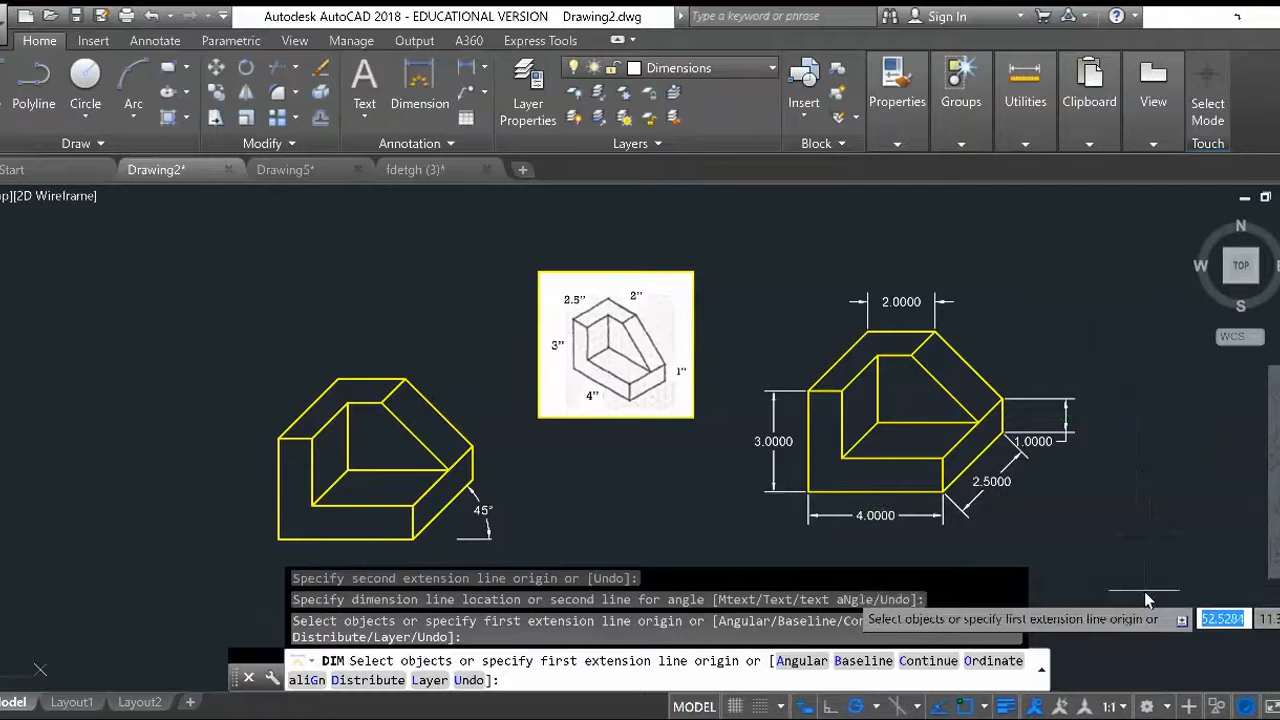 Autodesk AutoCAD 2018 - EDUCATIONAL VERSION Drawing2.dwg
Type a keyword or phrase
Sign In
Home Insert Annotate Parametric View Manage Output A360 Express Tools
Dimensions
Polyline Circle Arc
Text Dimension
Layer
Properties
Insert
Properties Groups Utilities Clipboard View
Select
Mode
Draw Modify Annotation Layers Block Touch
Start Drawing2* Drawing5* fdetgh (3)*
op][2D Wireframe]
N
W TOP
S
WCS
2.5" 2"
3"
1"
4"
2.0000
3.0000
1.0000
2.5000
4.0000
45°
Specify second extension line origin or [Undo]:
Specify dimension line location or second line for angle [Mtext/Text/text aNgle/Undo]:
Select objects or specify first extension line origin or [Angular/Baseline/Co
Distribute/Layer/Undo]:
Select objects or specify first extension line origin or 52.5284 11.3
DIM Select objects or specify first extension line origin or [Angular Baseline Continue Ordinate
aliGn Distribute Layer Undo]:
odel Layout1 Layout2
MODEL 1:1